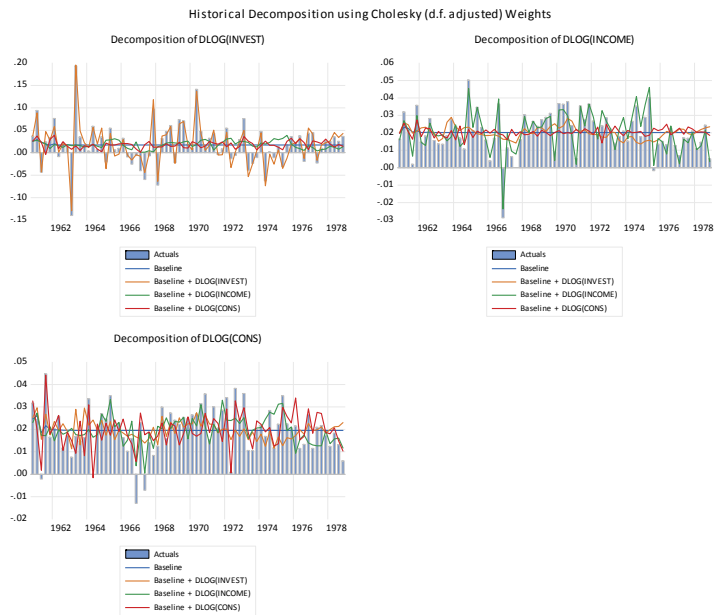 Historical Decomposition using Cholesky (d.f. adjusted) Weights
Decomposition of DLOG(INVEST)
.20
.15
.10
.05
.00
-.05
-.10
-.15
1962 1964 1966 1968 1970 1972 1974 1976 1978
Actuals
Baseline
Baseline + DLOG(INVEST)
Baseline + DLOG(INCOME)
Baseline + DLOG(CONS)
Decomposition of DLOG(INCOME)
.06
.05
.04
.03
.02
.01
.00
-.01
-.02
-.03
1962 1964 1966 1968 1970 1972 1974 1976 1978
Actuals
Baseline
Baseline + DLOG(INVEST)
Baseline + DLOG(INCOME)
Baseline + DLOG(CONS)
Decomposition of DLOG(CONS)
.05
.04
.03
.02
.01
.00
-.01
-.02
1962 1964 1966 1968 1970 1972 1974 1976 1978
Actuals
Baseline
Baseline + DLOG(INVEST)
Baseline + DLOG(INCOME)
Baseline + DLOG(CONS)